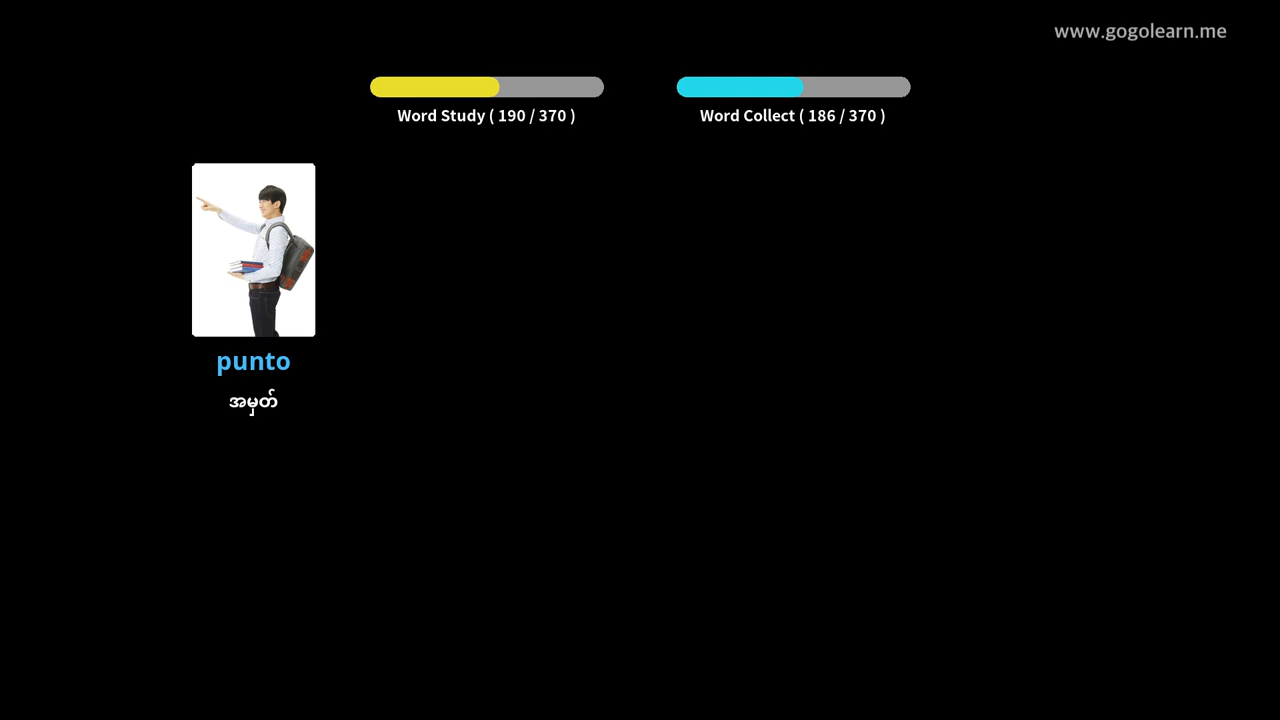 www.gogolearn.me
Word Study ( 190 / 370 )
Word Collect ( 186 / 370 )
punto
အမှတ်